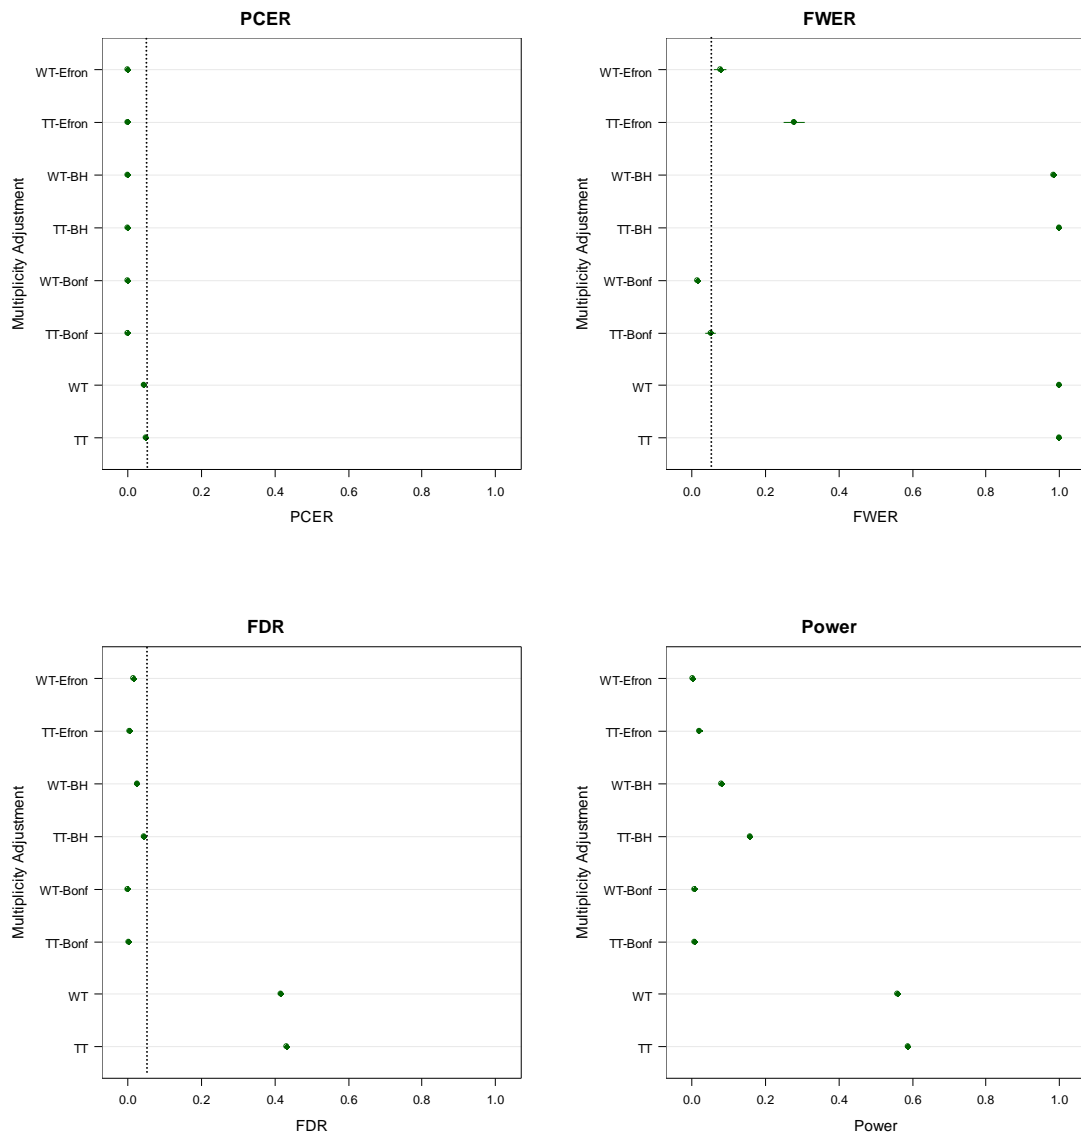 PCER
Multiplicity Adjustment
WT-Efron
TT-Efron
WT-BH
TT-BH
WT-Bonf
TT-Bonf
WT
TT
0.0 0.2 0.4 0.6 0.8 1.0
PCER
FWER
Multiplicity Adjustment
WT-Efron
TT-Efron
WT-BH
TT-BH
WT-Bonf
TT-Bonf
WT
TT
0.0 0.2 0.4 0.6 0.8 1.0
FWER
FDR
Multiplicity Adjustment
WT-Efron
TT-Efron
WT-BH
TT-BH
WT-Bonf
TT-Bonf
WT
TT
0.0 0.2 0.4 0.6 0.8 1.0
FDR
Power
Multiplicity Adjustment
WT-Efron
TT-Efron
WT-BH
TT-BH
WT-Bonf
TT-Bonf
WT
TT
0.0 0.2 0.4 0.6 0.8 1.0
Power